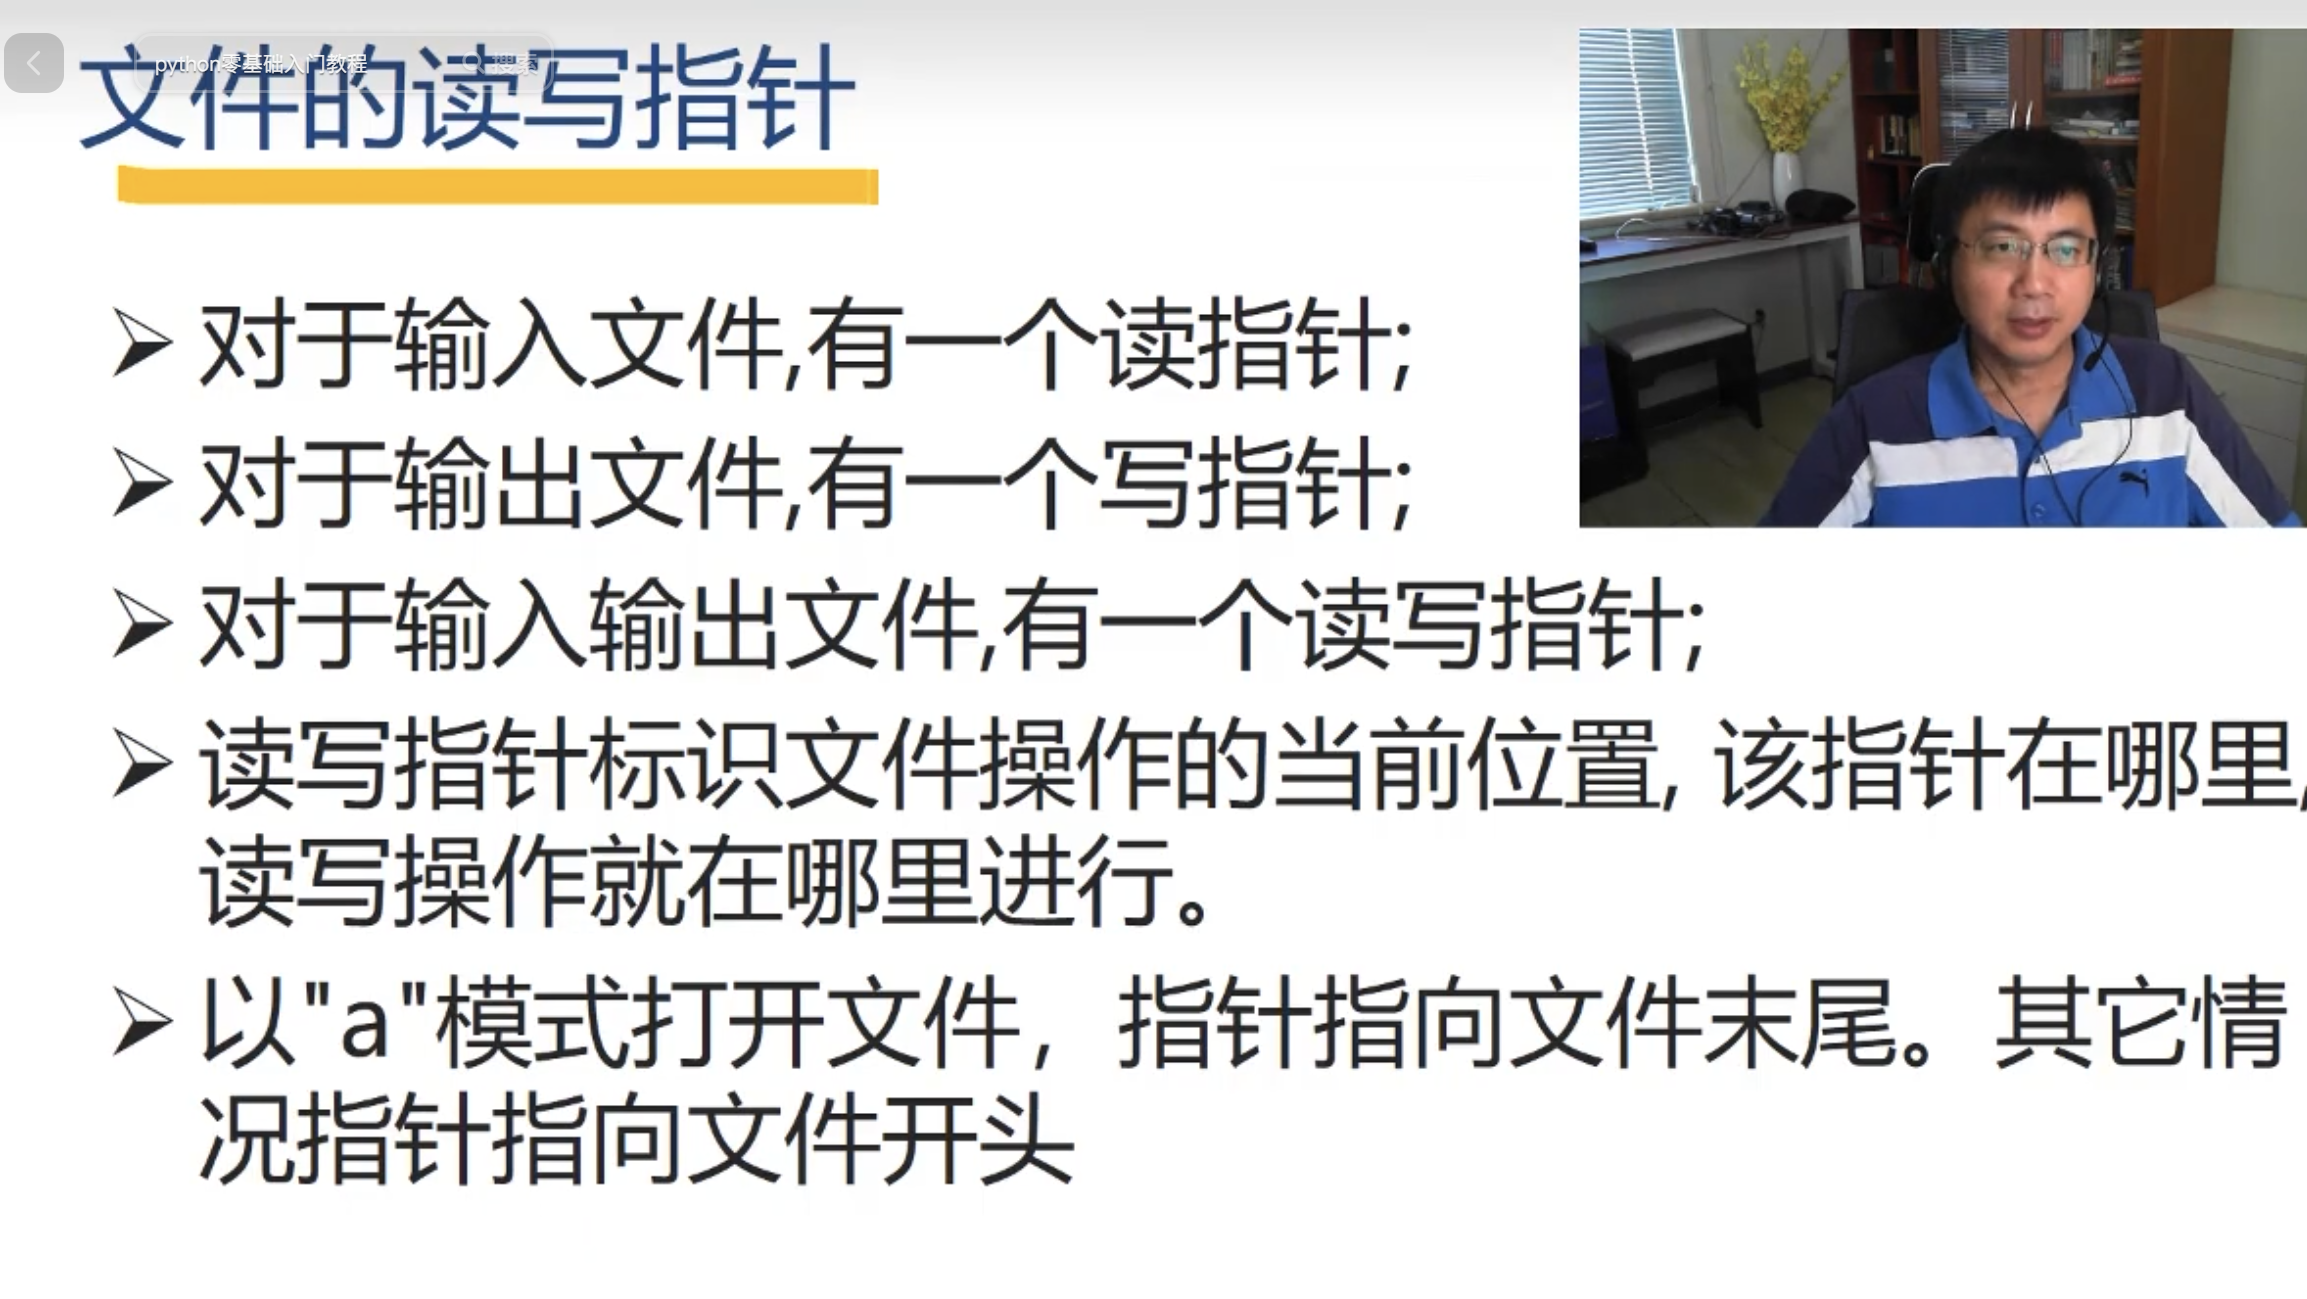 python零基础入门教程
搜索
文件的读写指针
对于输入文件,有一个读指针;
对于输出文件,有一个写指针;
对于输入输出文件,有一个读写指针;
读写指针标识文件操作的当前位置, 该指针在哪里,
读写操作就在哪里进行。
以"a"模式打开文件，指针指向文件末尾。其它情
况指针指向文件开头